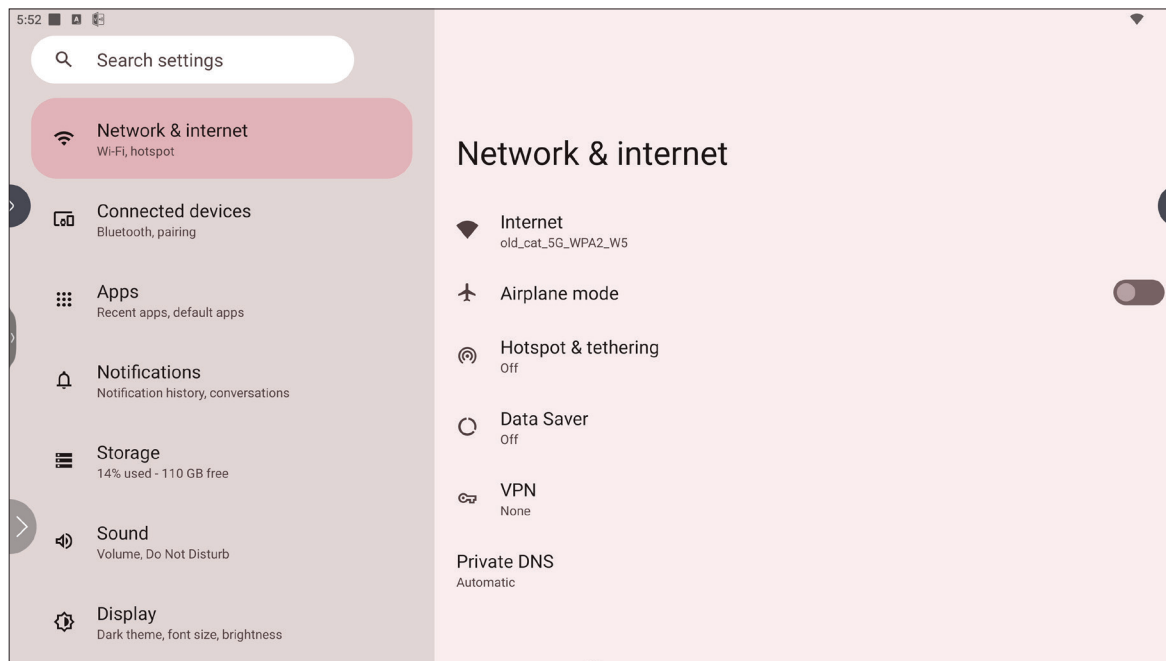 5:52
Search settings
Network & internet
Wi-Fi, hotspot
Connected devices
Bluetooth, pairing
Apps
Recent apps, default apps
Notifications
Notification history, conversations
Storage
14% used - 110 GB free
Sound
Volume, Do Not Disturb
Display
Dark theme, font size, brightness
Network & internet
Internet
old_cat_5G_WPA2_W5
Airplane mode
Hotspot & tethering
Off
Data Saver
Off
VPN
None
Private DNS
Automatic